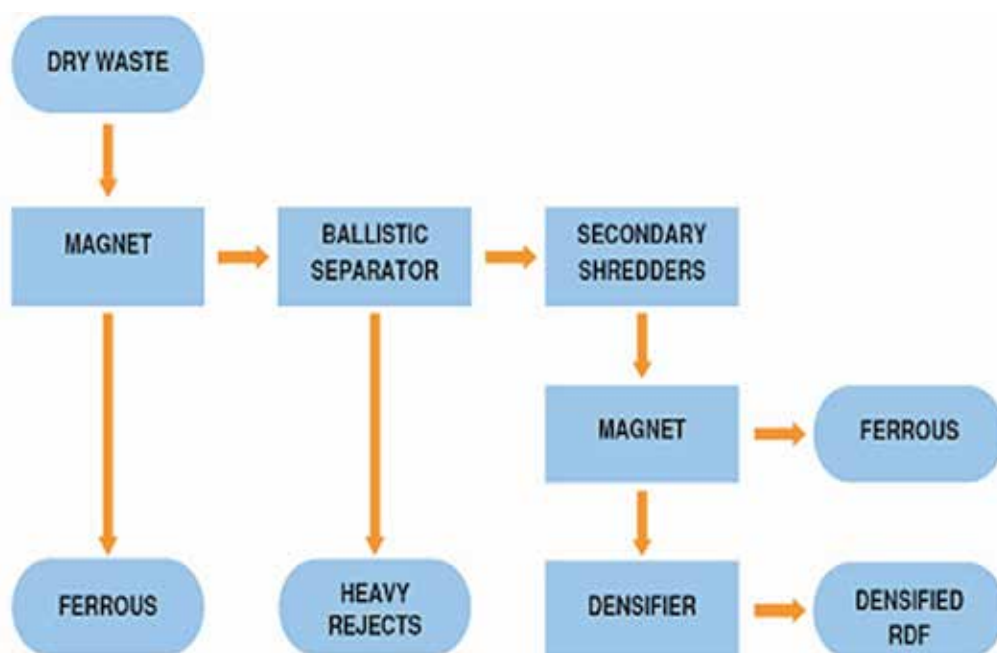 DRY WASTE
MAGNET
BALLISTIC
SEPARATOR
SECONDARY
SHREDDERS
MAGNET
FERROUS
FERROUS
HEAVY
REJECTS
DENSIFIER
DENSIFIED
RDF